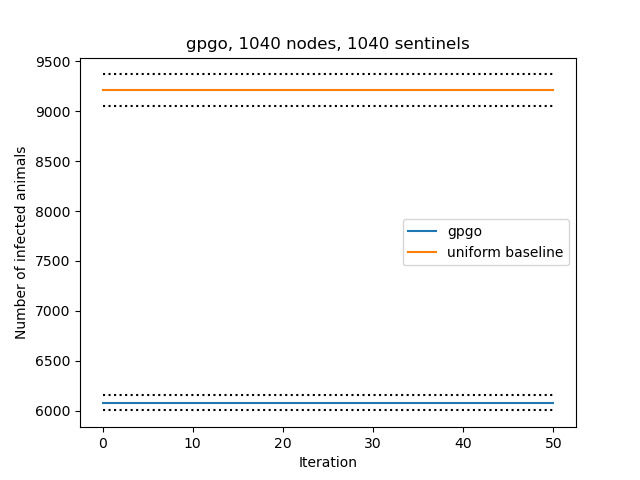 gpgo, 1040 nodes, 1040 sentinels
9500
9000
8500
8000
7500
7000
6500
6000
Number of infected animals
gpgo
uniform baseline
0 10 20 30 40 50
Iteration